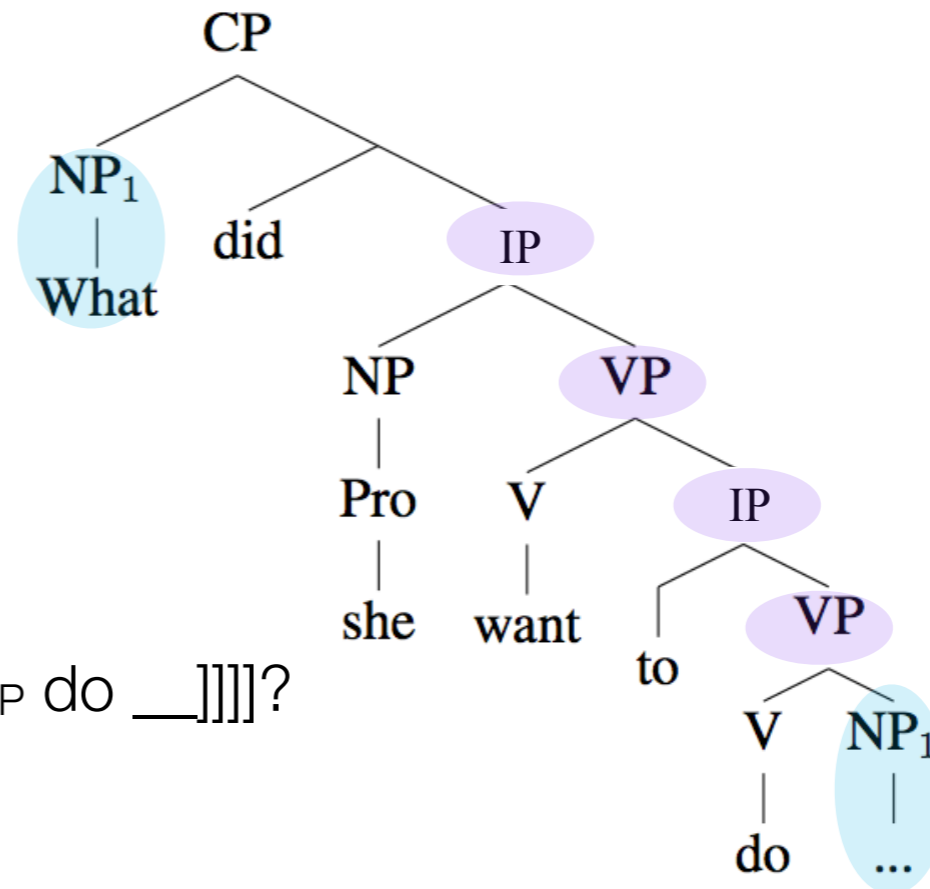 CP
NP₁
did
IP
What
NP
VP
Pro
V
IP
she
want
to
VP
P do __]]]]?
V
NP₁
do
...